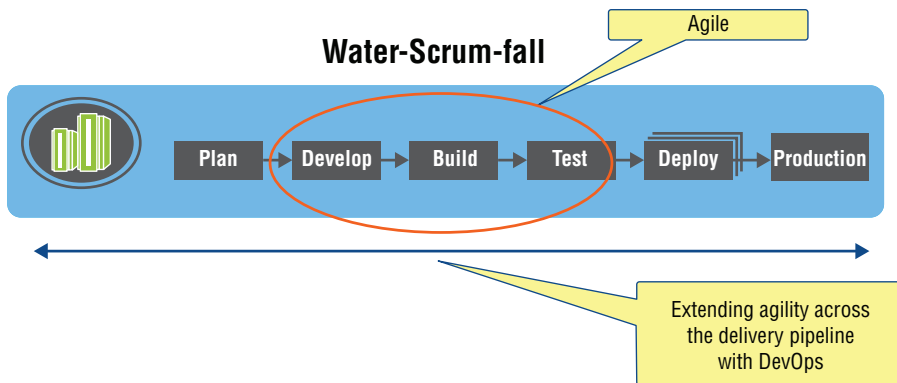 Agile
Water-Scrum-fall
Plan
Develop
Build
Test
Deploy
Production
Extending agility across
the delivery pipeline
with DevOps